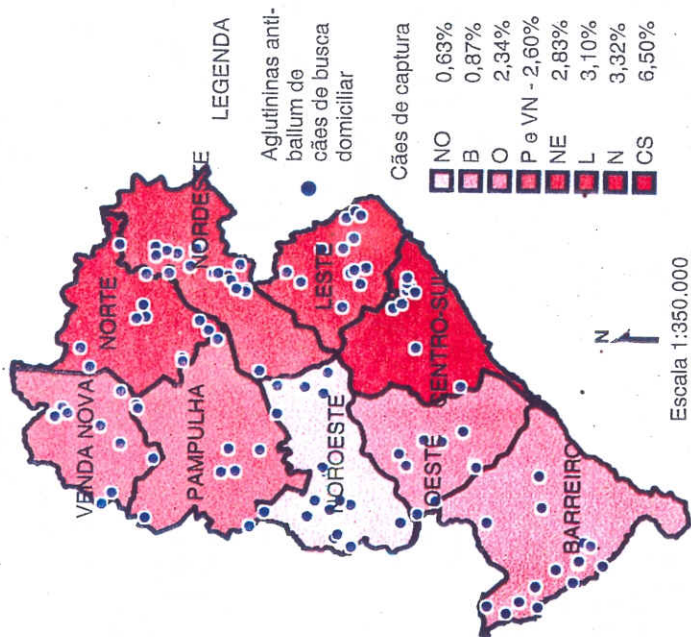 VENDA NOVA
NORTE
NORDESTE
PAMPULHA
NOROESTE
LESTE
OESTE
CENTRO-SUL
BARREIRO
LEGENDA
Aglutininas anti-
ballum de
cães de busca
domiciliar
Cães de captura
NO 0,63%
B 0,87%
O 2,34%
P e VN - 2,60%
NE 2,83%
L 3,10%
N 3,32%
CS 6,50%
N
Escala 1:350.000